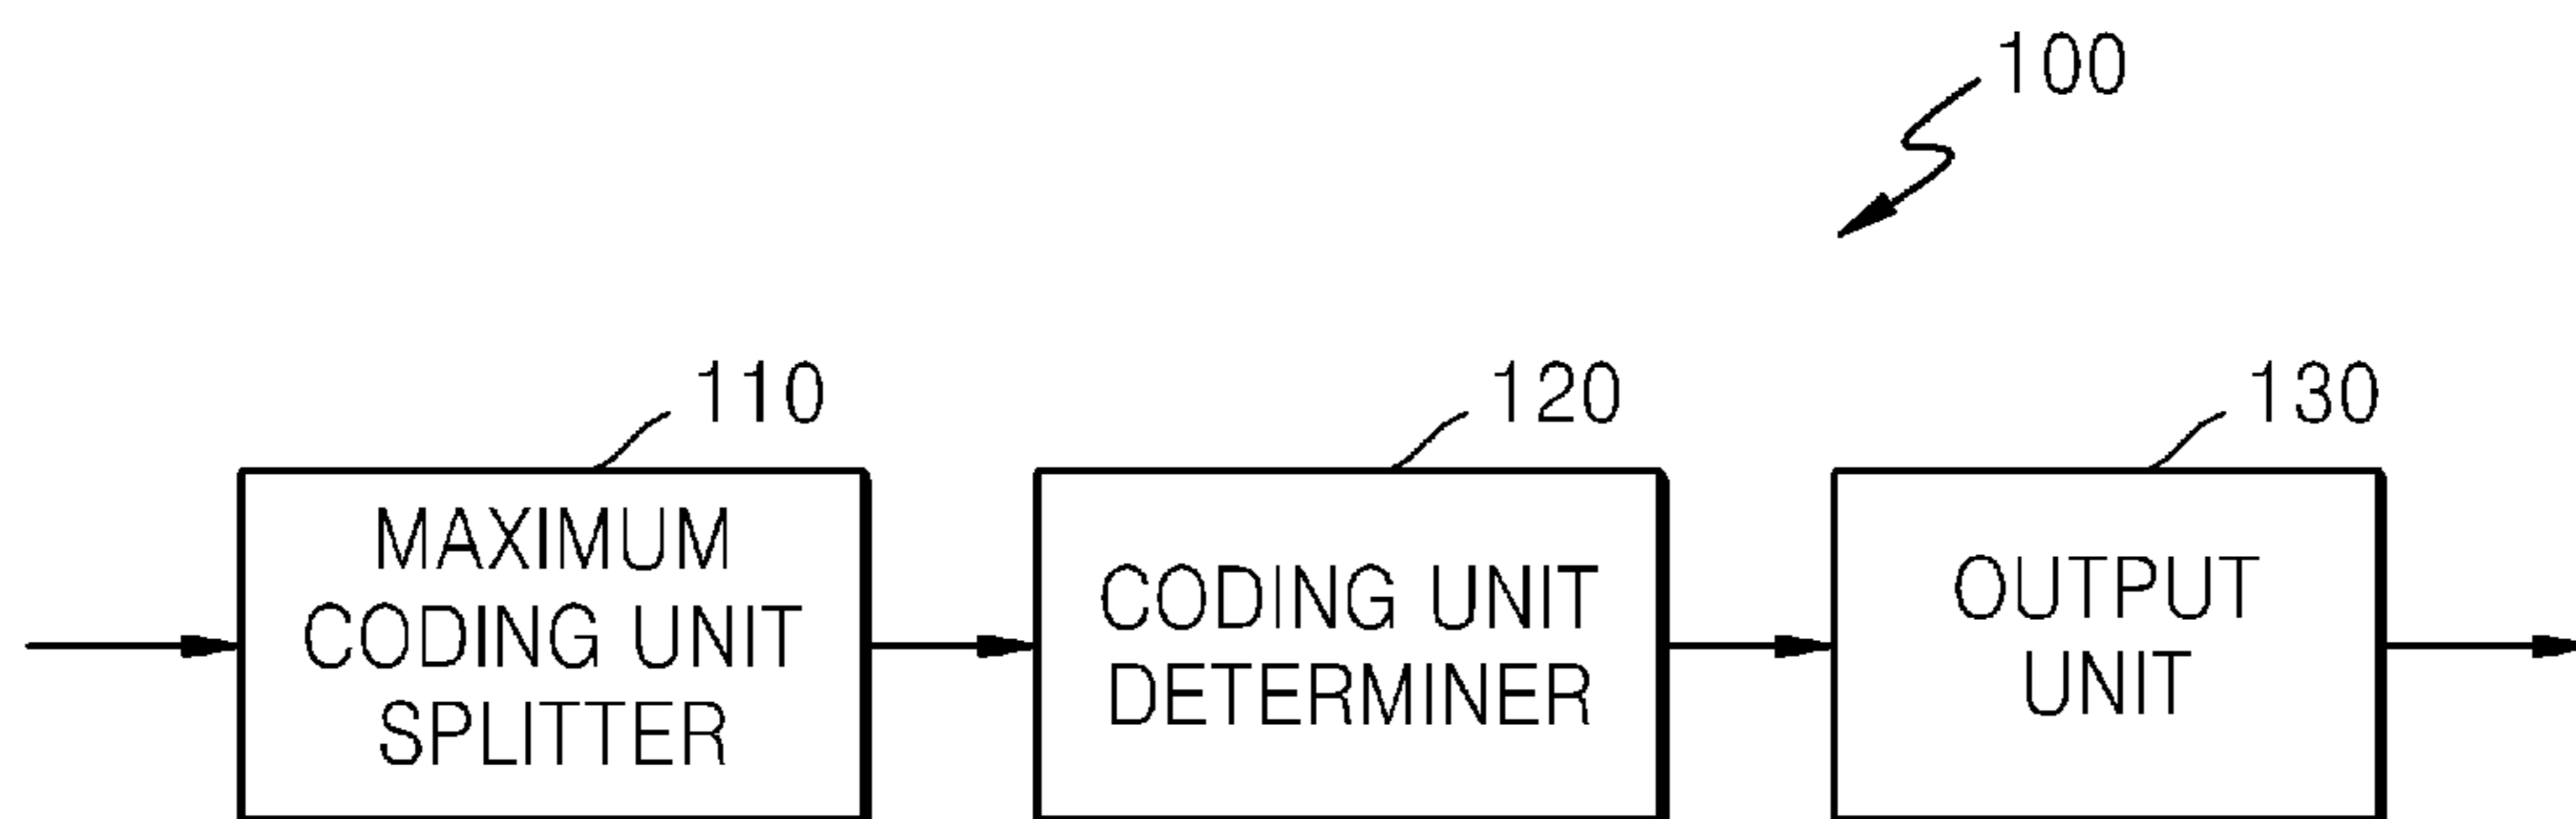 100
110
120
130
MAXIMUM
CODING UNIT
SPLITTER
CODING UNIT
DETERMINER
OUTPUT
UNIT